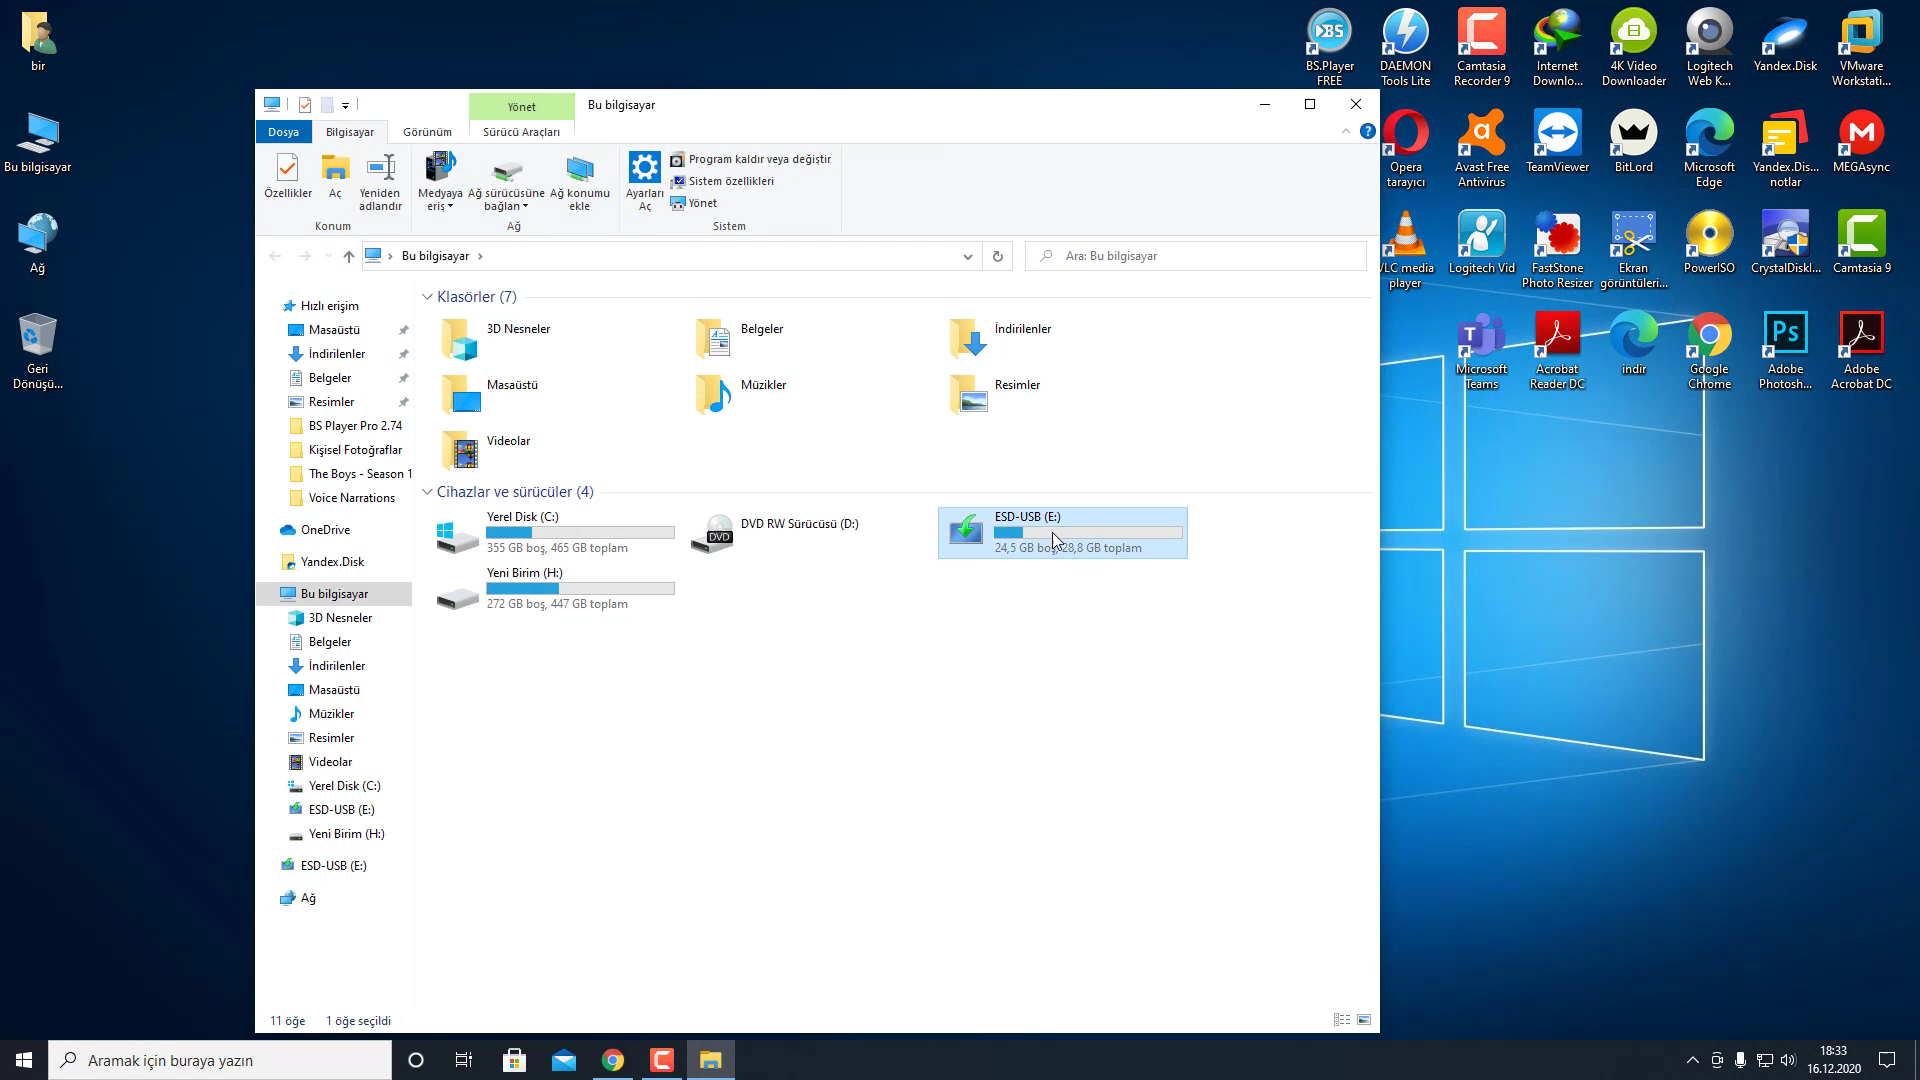 bir
Bu bilgisayar
Ağ
Geri
Dönüşü...
BS.Player
FREE
DAEMON
Tools Lite
Camtasia
Recorder 9
Internet
Downlo...
4K Video
Downloader
Logitech
Web K...
Yandex.Disk
VMware
Workstati...
Opera
tarayıcı
Avast Free
Antivirus
TeamViewer
BitLord
Microsoft
Edge
Yandex.Dis...
notlar
MEGAsync
VLC media
player
Logitech Vid
FastStone
Photo Resizer
Ekran
görüntüleri...
PowerISO
CrystalDiskI...
Camtasia 9
Microsoft
Teams
Acrobat
Reader DC
indir
Google
Chrome
Adobe
Photosh...
Adobe
Acrobat DC
Yönet
Bu bilgisayar
Dosya
Bilgisayar
Görünüm
Sürücü Araçları
Özellikler
Aç
Yeniden
adlandır
Medyaya
eriş
Ağ sürücüsüne
bağlan
Ağ konumu
ekle
Ayarları
Aç
Program kaldır veya değiştir
Sistem özellikleri
Yönet
Konum
Ağ
Sistem
Bu bilgisayar
Ara: Bu bilgisayar
Hızlı erişim
Masaüstü
İndirilenler
Belgeler
Resimler
BS Player Pro 2.74
Kişisel Fotoğraflar
The Boys - Season 1
Voice Narrations
OneDrive
Yandex.Disk
Bu bilgisayar
3D Nesneler
Belgeler
İndirilenler
Masaüstü
Müzikler
Resimler
Videolar
Yerel Disk (C:)
ESD-USB (E:)
Yeni Birim (H:)
ESD-USB (E:)
Ağ
Klasörler (7)
3D Nesneler
Belgeler
İndirilenler
Masaüstü
Müzikler
Resimler
Videolar
Cihazlar ve sürücüler (4)
Yerel Disk (C:)
355 GB boş, 465 GB toplam
DVD RW Sürücüsü (D:)
DVD
ESD-USB (E:)
24,5 GB boş, 28,8 GB toplam
Yeni Birim (H:)
272 GB boş, 447 GB toplam
11 öğe
1 öğe seçildi
Aramak için buraya yazın
18:33
16.12.2020